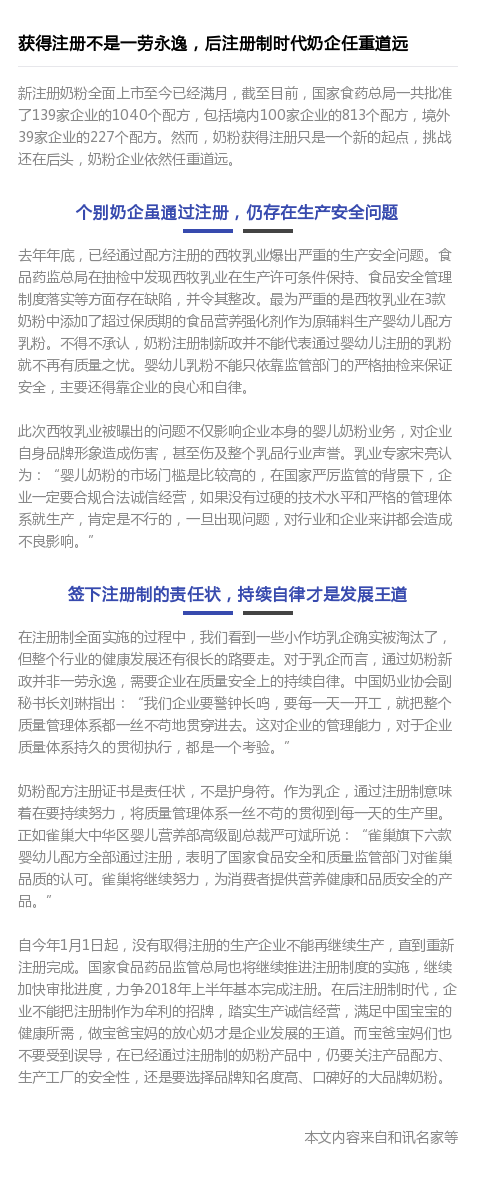 获得注册不是一劳永逸，后注册制时代奶企任重道远
新注册奶粉全面上市至今已经满月，截至目前，国家食药总局一共批准
了139家企业的1040个配方，包括境内100家企业的813个配方，境外
39家企业的227个配方。然而，奶粉获得注册只是一个新的起点，挑战
还在后头，奶粉企业依然任重道远。
个别奶企虽通过注册，仍存在生产安全问题
去年年底，已经通过配方注册的西牧乳业爆出严重的生产安全问题。食
品药监总局在抽检中发现西牧乳业在生产许可条件保持、食品安全管理
制度落实等方面存在缺陷，并令其整改。最为严重的是西牧乳业在3款
奶粉中添加了超过保质期的食品营养强化剂作为原辅料生产婴幼儿配方
乳粉。不得不承认，奶粉注册制新政并不能代表通过婴幼儿注册的乳粉
就不再有质量之忧。婴幼儿乳粉不能只依靠监管部门的严格抽检来保证
安全，主要还得靠企业的良心和自律。
此次西牧乳业被曝出的问题不仅影响企业本身的婴儿奶粉业务，对企业
自身品牌形象造成伤害，甚至伤及整个乳品行业声誉。乳业专家宋亮认
为：“婴儿奶粉的市场门槛是比较高的，在国家严厉监管的背景下，企
业一定要合规合法诚信经营，如果没有过硬的技术水平和严格的管理体
系就生产，肯定是不行的，一旦出现问题，对行业和企业来讲都会造成
不良影响。”
签下注册制的责任状，持续自律才是发展王道
在注册制全面实施的过程中，我们看到一些小作坊乳企确实被淘汰了，
但整个行业的健康发展还有很长的路要走。对于乳企而言，通过奶粉新
政并非一劳永逸，需要企业在质量安全上的持续自律。中国奶业协会副
秘书长刘琳指出：“我们企业要警钟长鸣，要每一天一开工，就把整个
质量管理体系都一丝不苟地贯穿进去。这对企业的管理能力，对于企业
质量体系持久的贯彻执行，都是一个考验。”
奶粉配方注册证书是责任状，不是护身符。作为乳企，通过注册制意味
着在要持续努力，将质量管理体系一丝不苟的贯彻到每一天的生产里。
正如雀巢大中华区婴儿营养部高级副总裁严可斌所说：“雀巢旗下六款
婴幼儿配方全部通过注册，表明了国家食品安全和质量监管部门对雀巢
品质的认可。雀巢将继续努力，为消费者提供营养健康和品质安全的产
品。”
自今年1月1日起，没有取得注册的生产企业不能再继续生产，直到重新
注册完成。国家食品药品监管总局也将继续推进注册制度的实施，继续
加快审批进度，力争2018年上半年基本完成注册。在后注册制时代，企
业不能把注册制作为牟利的招牌，踏实生产诚信经营，满足中国宝宝的
健康所需，做宝爸宝妈的放心奶才是企业发展的王道。而宝爸宝妈们也
不要受到误导，在已经通过注册制的奶粉产品中，仍要关注产品配方、
生产工厂的安全性，还是要选择品牌知名度高、口碑好的大品牌奶粉。
本文内容来自和讯名家等